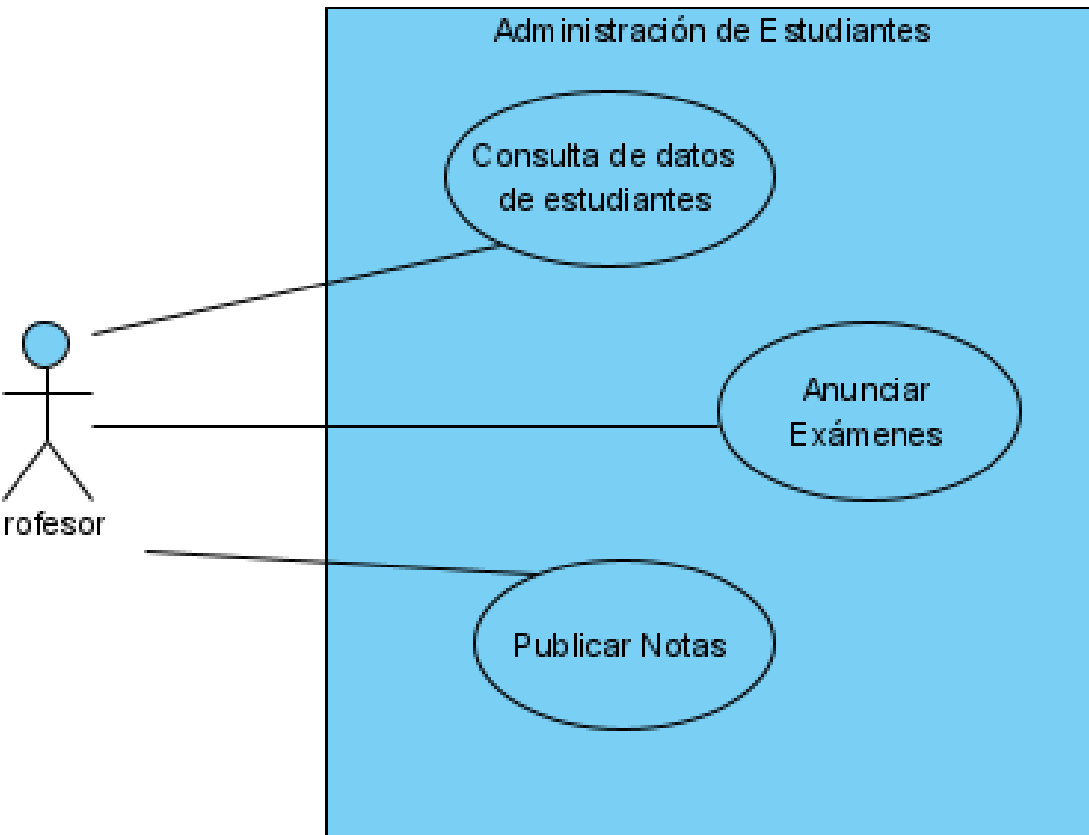 Administración de Estudiantes
Consulta de datos
de estudiantes
Anunciar
Exámenes
rofesor
Publicar Notas